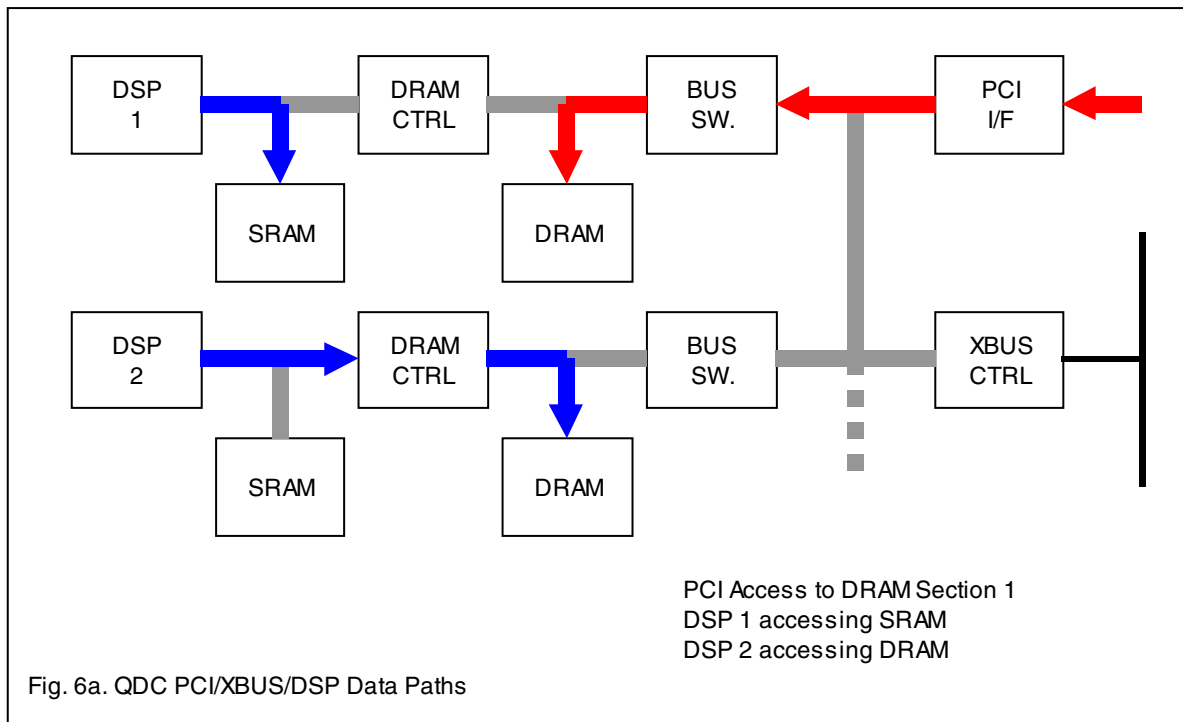 DSP
1
DRAM
CTRL
BUS
SW.
PCI
I/F
SRAM
DRAM
DSP
2
DRAM
CTRL
BUS
SW.
XBUS
CTRL
SRAM
DRAM
PCI Access to DRAM Section 1
DSP 1 accessing SRAM
DSP 2 accessing DRAM
Fig. 6a. QDC PCI/XBUS/DSP Data Paths